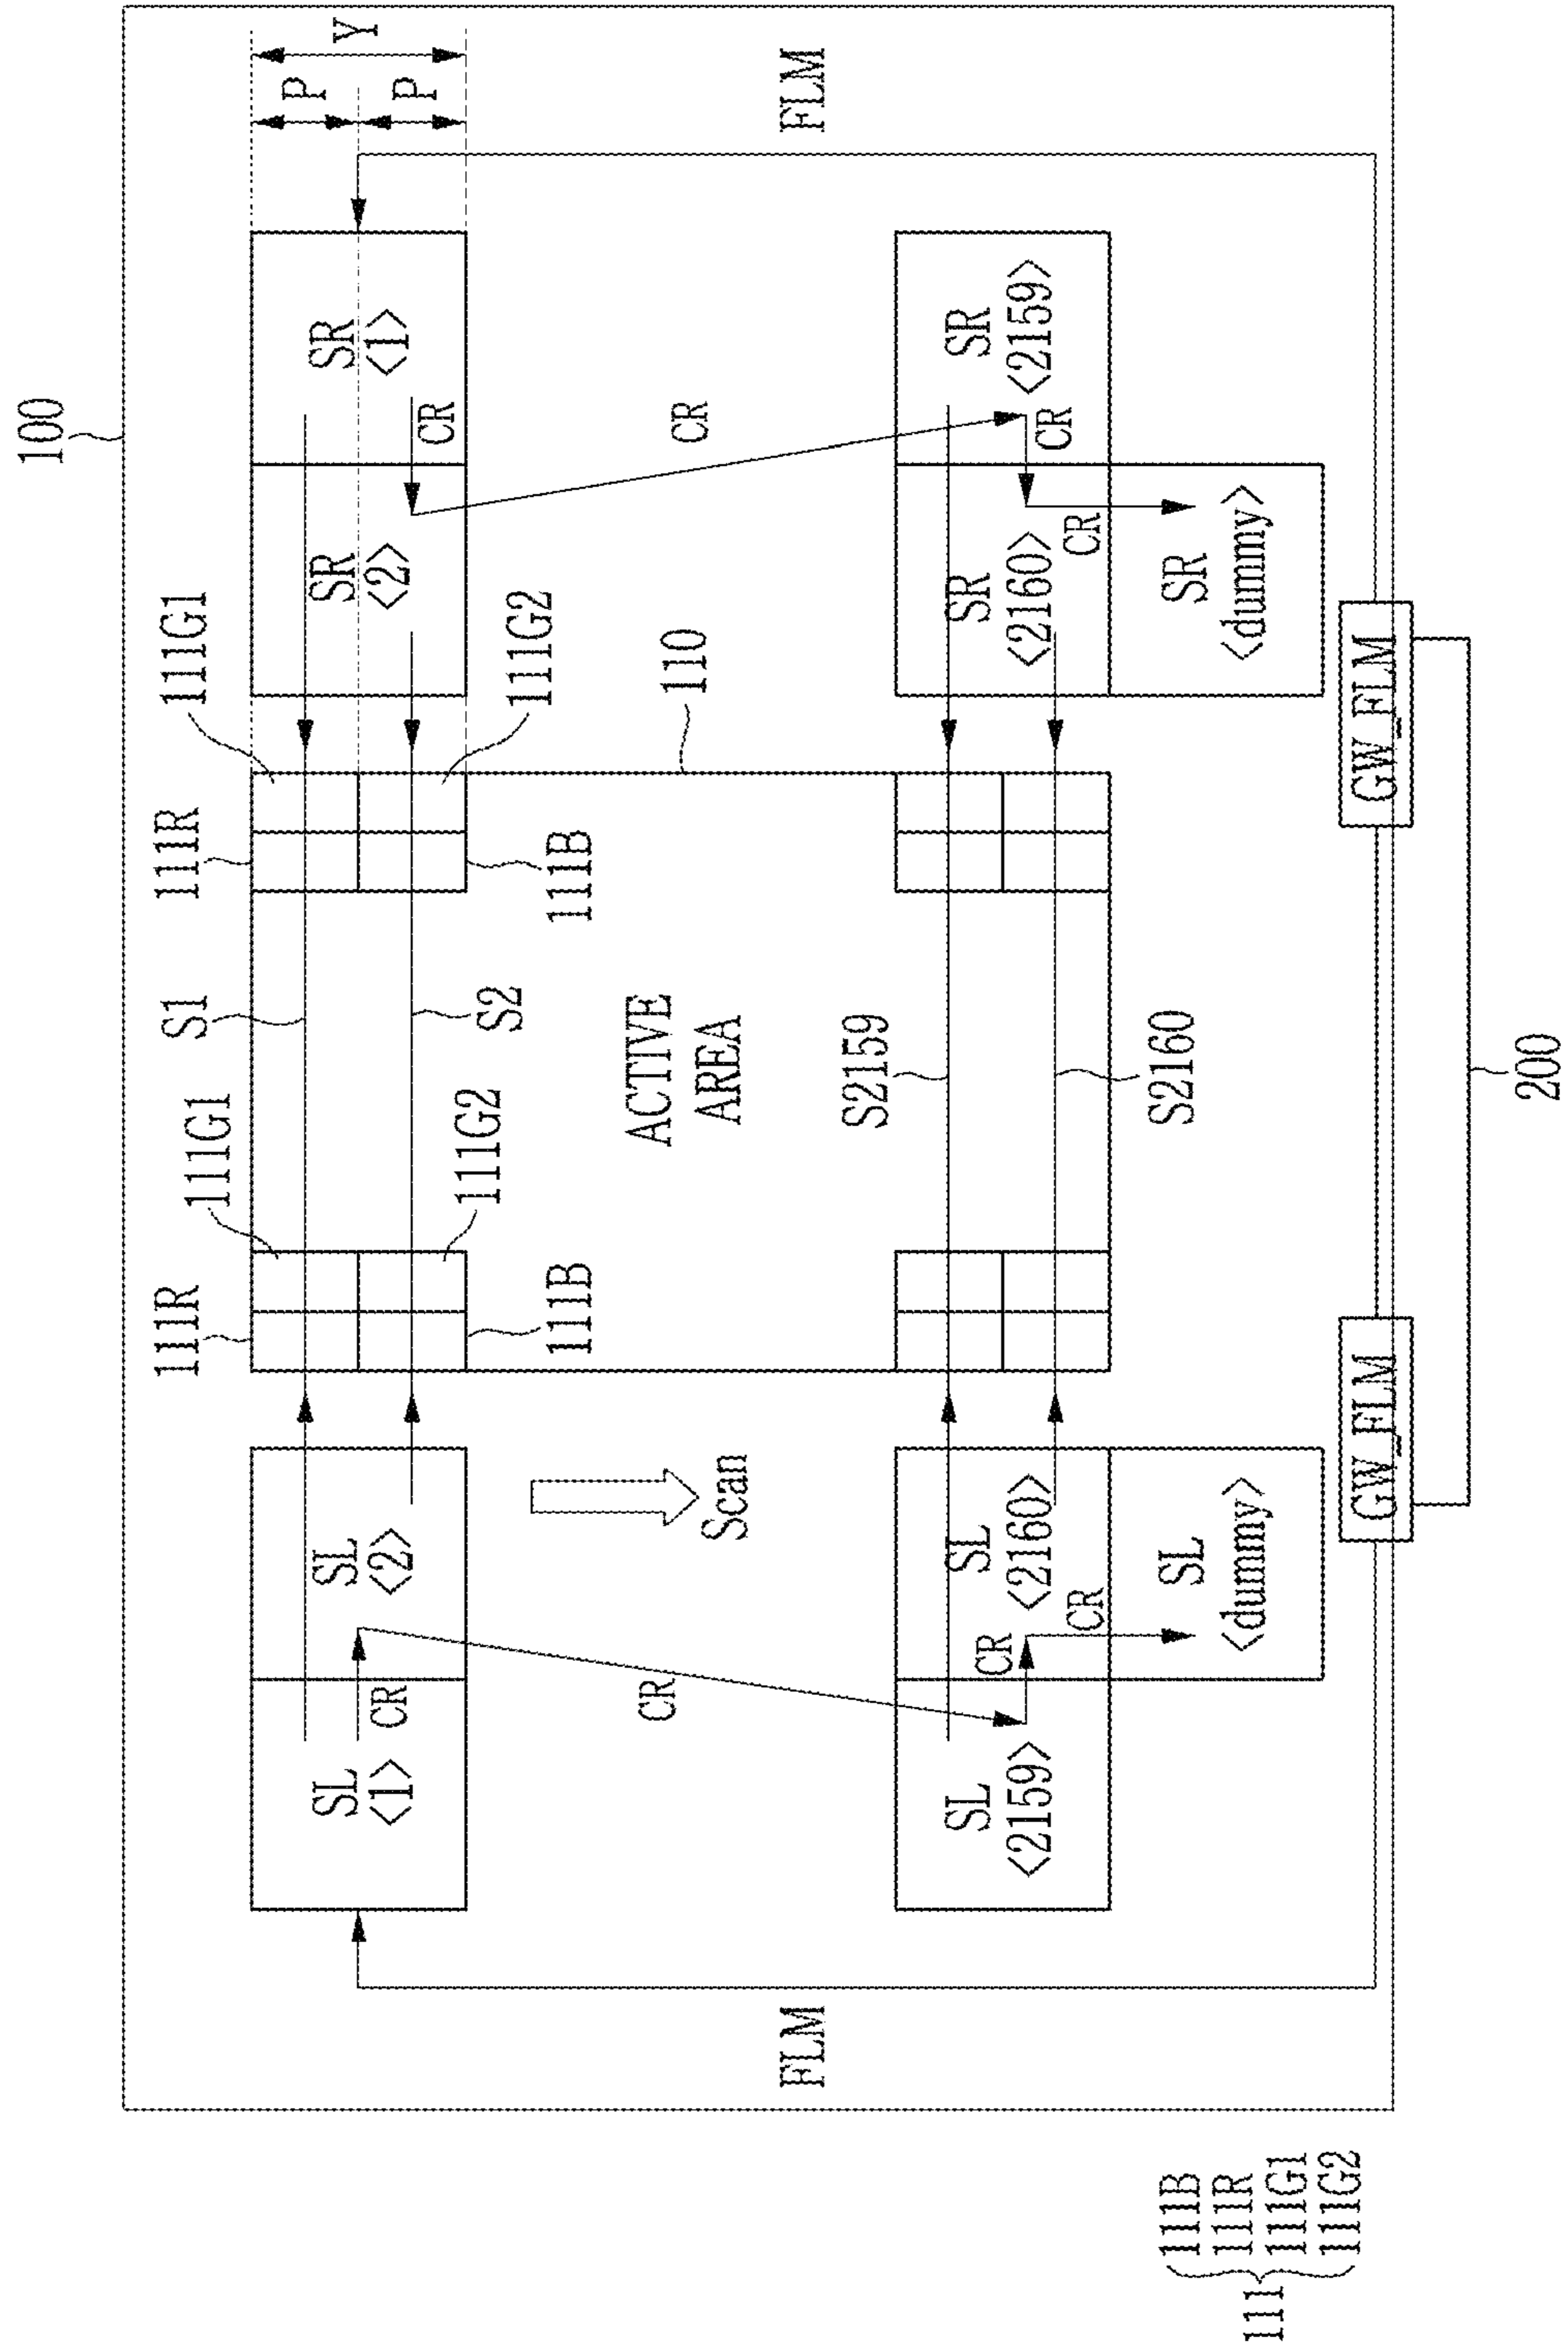 100
Y
P
P
FLM
FLM
SL
<1>
CR
SL
<2>
111R
111G1
S1
111R
111G1
SR
<2>
CR
SR
<1>
111B
111G2
S2
111B
111G2
CR
Scan
ACTIVE
AREA
110
CR
SL
<2159>
CR
SL
<2160>
CR
S2159
S2160
SR
<2160>
CR
SR
<2159>
CR
SL
<dummy>
SR
<dummy>
GW_FLM
GW_FLM
200
111
111B
111R
111G1
111G2